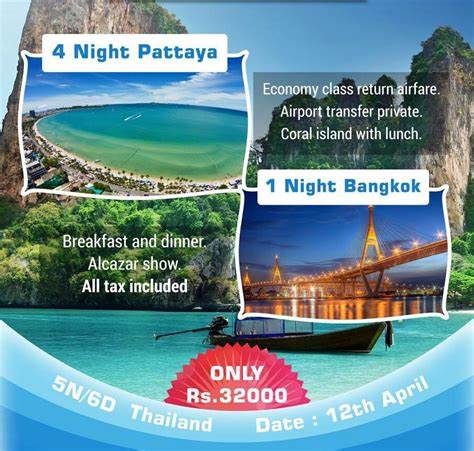 4 Night Pattaya
Economy class return airfare.
Airport transfer private.
Coral island with lunch.
1 Night Bangkok
Breakfast and dinner.
Alcazar show.
All tax included
ONLY
Rs.32000
5N/6D Thailand
Date : 12th April